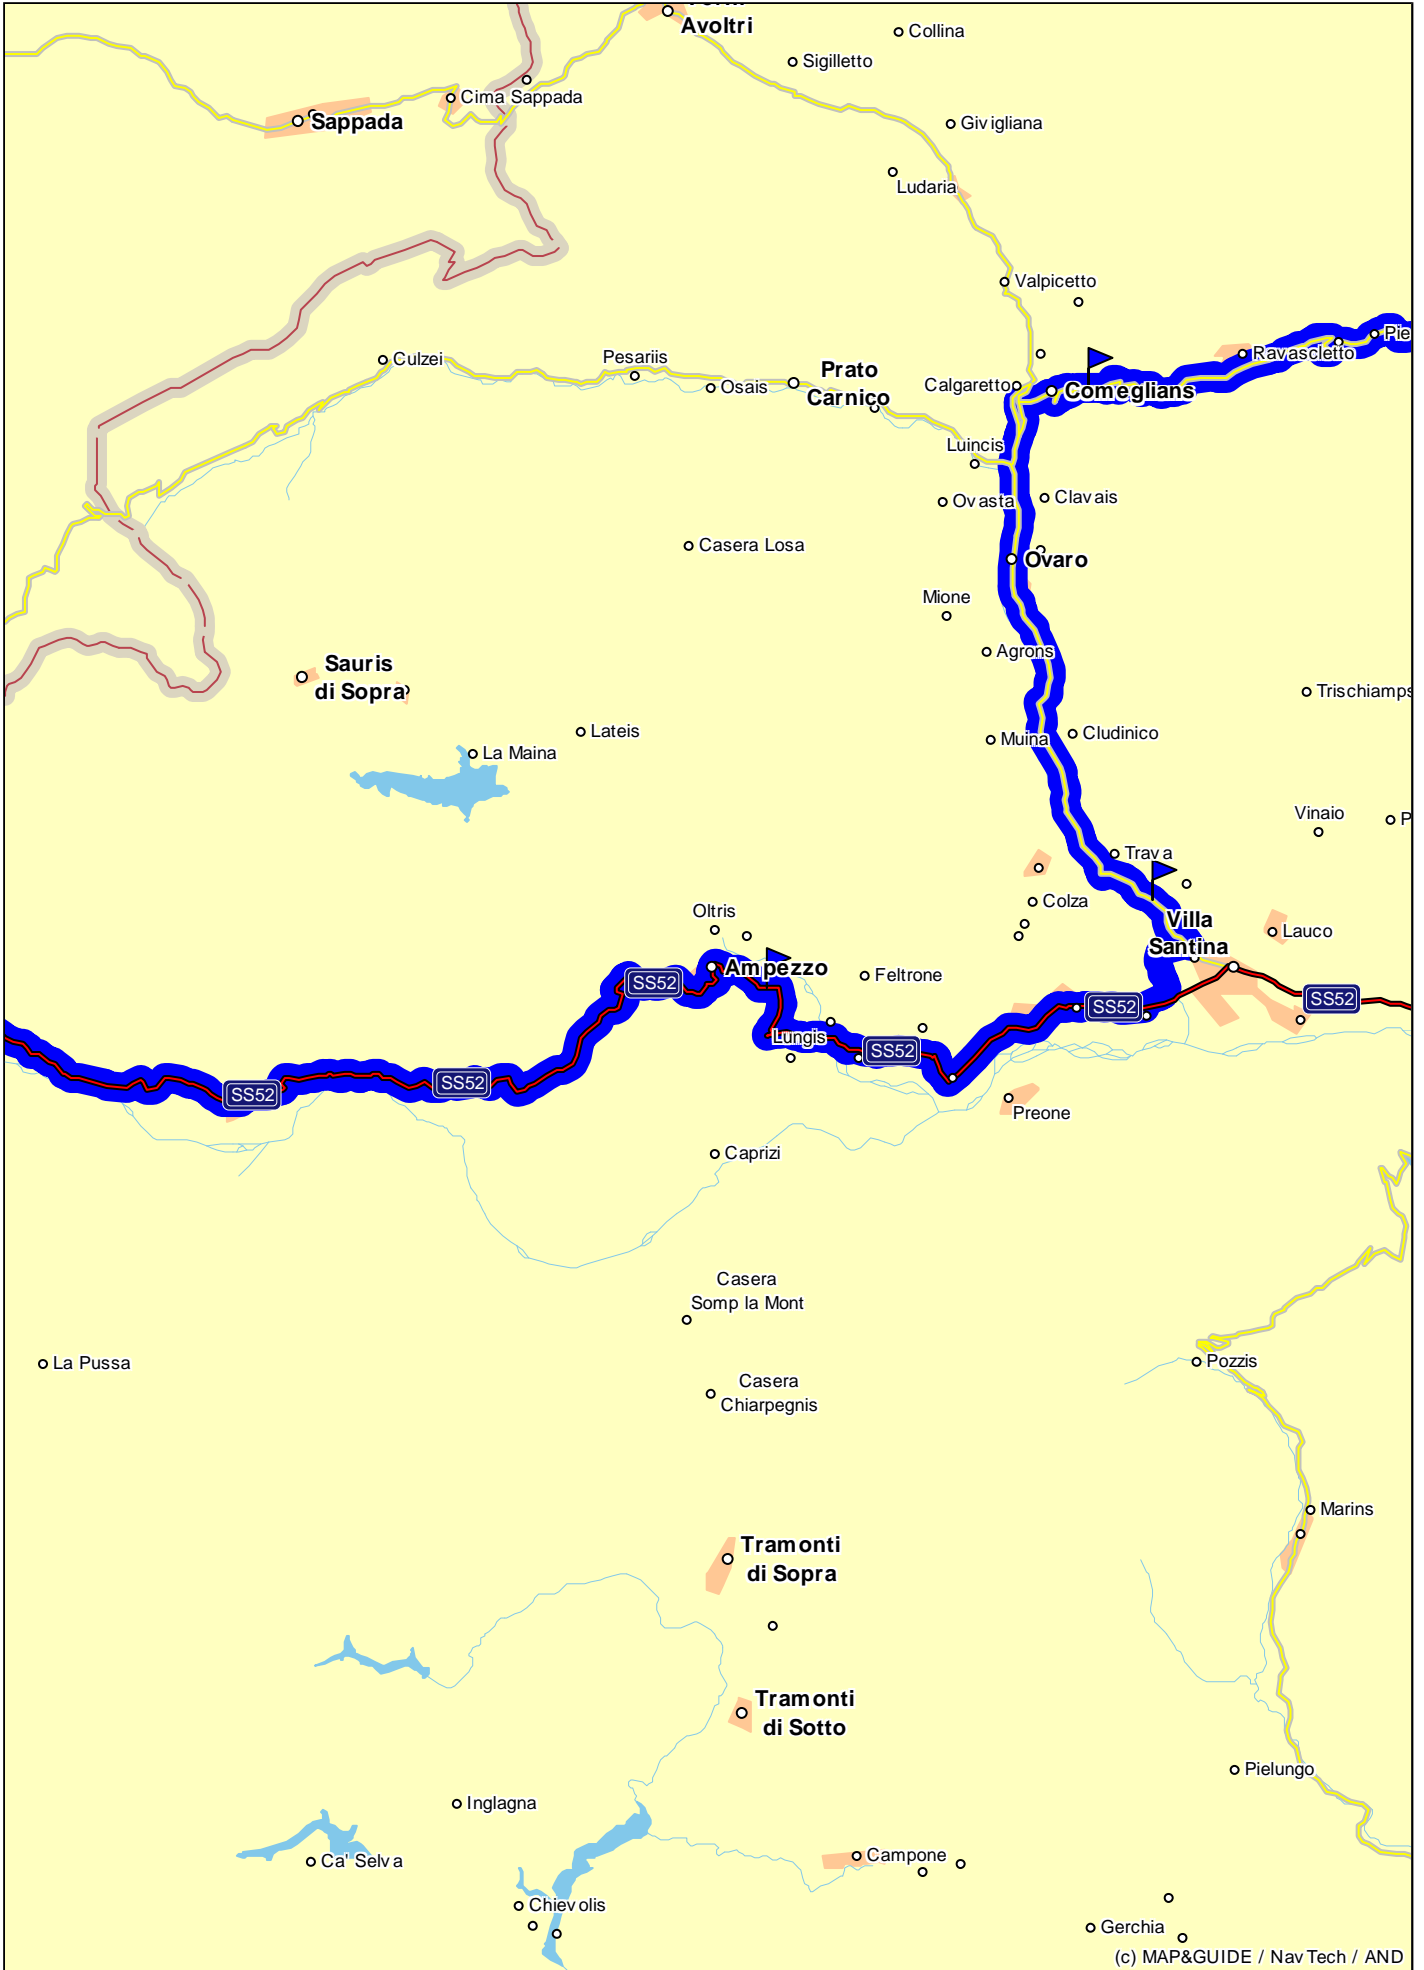 Avoltri
Collina
Sigilletto
Cima Sappada
Sappada
Givigliana
Ludaria
Valpicetto
Culzei
Pesariis
Osais
Prato
Carnico
Calgaretto
Comeglians
Ravascletto
Pie
Luincis
Ovasta
Clavais
Casera Losa
Ovaro
Mione
Agrons
Sauris
di Sopra
Trischiamps
Lateis
La Maina
Muina
Cludinico
Vinaio
P
Trava
Colza
Oltris
Villa
Santina
Lauco
Ampezzo
Feltrone
SS52
SS52
SS52
Lungis
SS52
SS52
SS52
Preone
Caprizi
Casera
Somp la Mont
La Pussa
Pozzis
Casera
Chiarpegnis
Marins
Tramonti
di Sopra
Tramonti
di Sotto
Pielungo
Inglagna
Ca' Selva
Campone
Chievolis
Gerchia
(c) MAP&GUIDE / NavTech / AND